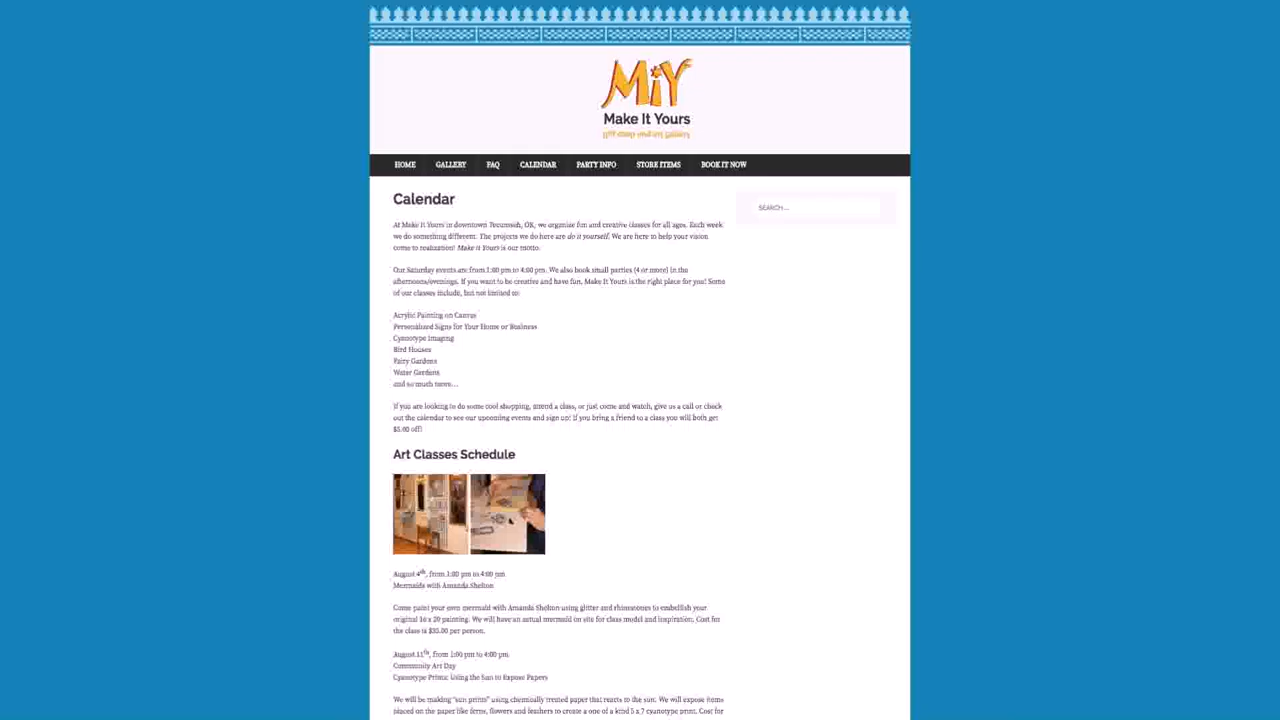 MiY
Make It Yours
gift shop and art gallery
HOME GALLERY FAQ CALENDAR PARTY INFO STORE ITEMS BOOK IT NOW
Calendar
SEARCH ...
At Make It Yours in downtown Tecumseh, OK, we organize fun and creative classes for all ages. Each week
we do something different. The projects we do here are do it yourself. We are here to help your vision
come to realization! Make it Yours is our motto.
Our Saturday events are from 1:00 pm to 4:00 pm. We also book small parties (4 or more) in the
afternoons/evenings. If you want to be creative and have fun, Make It Yours is the right place for you! Some
of our classes include, but not limited to:
Acrylic Painting on Canvas
Personalized Signs for Your Home or Business
Cyanotype Imaging
Bird Houses
Fairy Gardens
Water Gardens
and so much more…
If you are looking to do some cool shopping, attend a class, or just come and watch, give us a call or check
out the calendar to see our upcoming events and sign up! If you bring a friend to a class you will both get
$5.00 off!
Art Classes Schedule
August 4th, from 1:00 pm to 4:00 pm
Mermaids with Amanda Shelton
Come paint your own mermaid with Amanda Shelton using glitter and rhinestones to embellish your
original 16 x 20 painting. We will have an actual mermaid on site for class model and inspiration. Cost for
the class is $35.00 per person.
August 11th, from 1:00 pm to 4:00 pm
Community Art Day
Cyanotype Prints: Using the Sun to Expose Papers
We will be making "sun prints" using chemically treated paper that reacts to the sun. We will expose items
placed on the paper like ferns, flowers and feathers to create a one of a kind 5 x 7 cyanotype print. Cost for